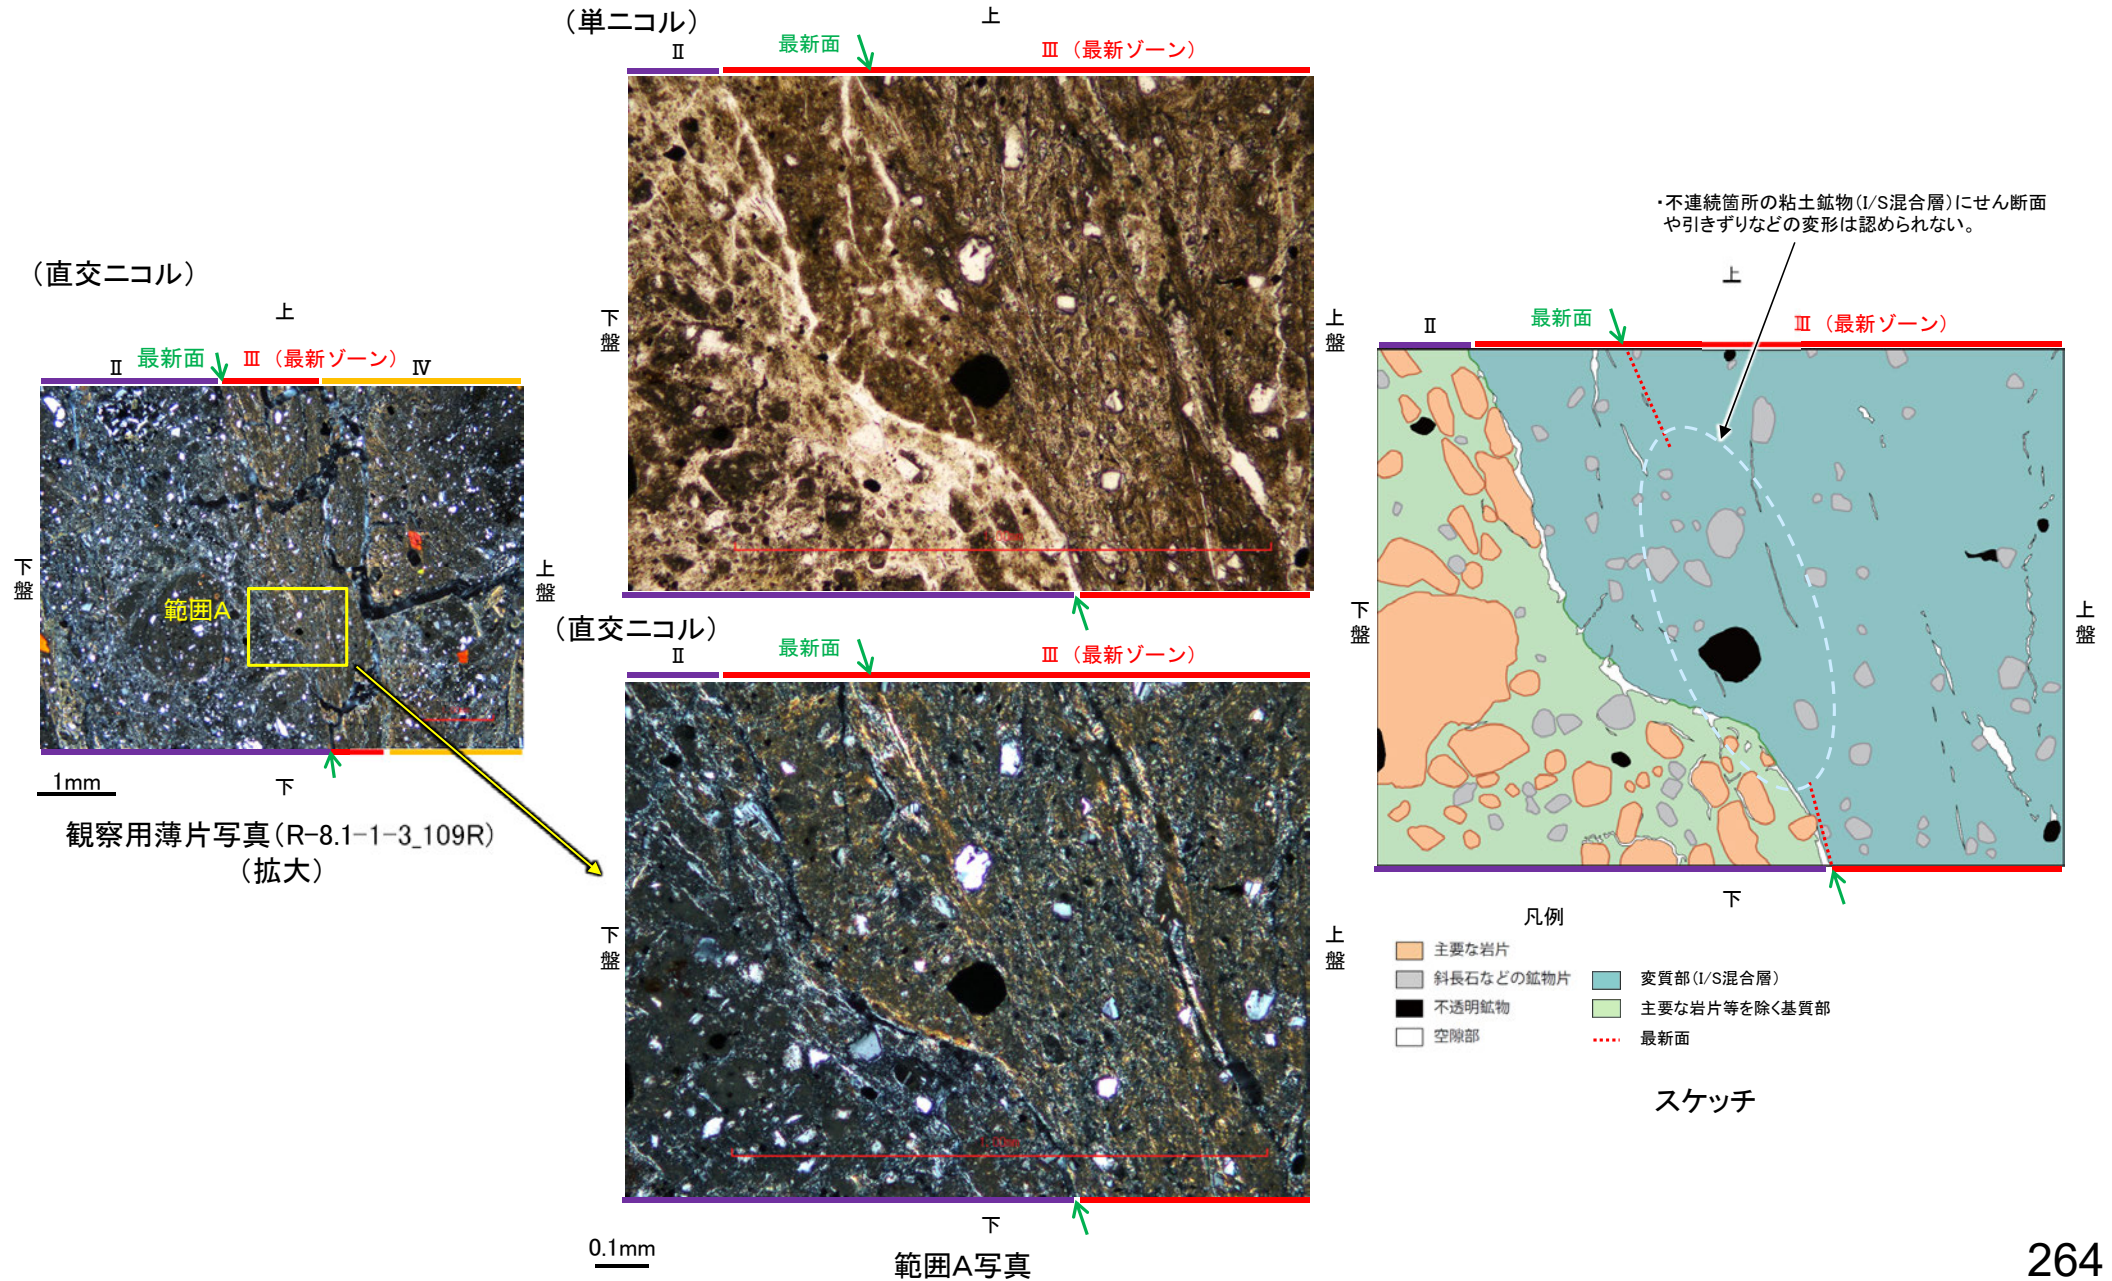 (直交ニコル)
上
Ⅱ
最新面
Ⅲ (最新ゾーン)
Ⅳ
下盤
上盤
範囲A
下
1mm
観察用薄片写真(R-8.1-1-3_109R)
(拡大)
(単ニコル)
上
Ⅱ
最新面
Ⅲ (最新ゾーン)
下盤
上盤
(直交ニコル)
Ⅱ
最新面
Ⅲ (最新ゾーン)
下盤
上盤
1.00mm
下
0.1mm
範囲A写真
・不連続箇所の粘土鉱物(I/S混合層)にせん断面
や引きずりなどの変形は認められない。
上
Ⅱ
最新面
Ⅲ (最新ゾーン)
下盤
上盤
下
凡例
主要な岩片
斜長石などの鉱物片
不透明鉱物
空隙部
変質部(I/S混合層)
主要な岩片等を除く基質部
最新面
スケッチ
264